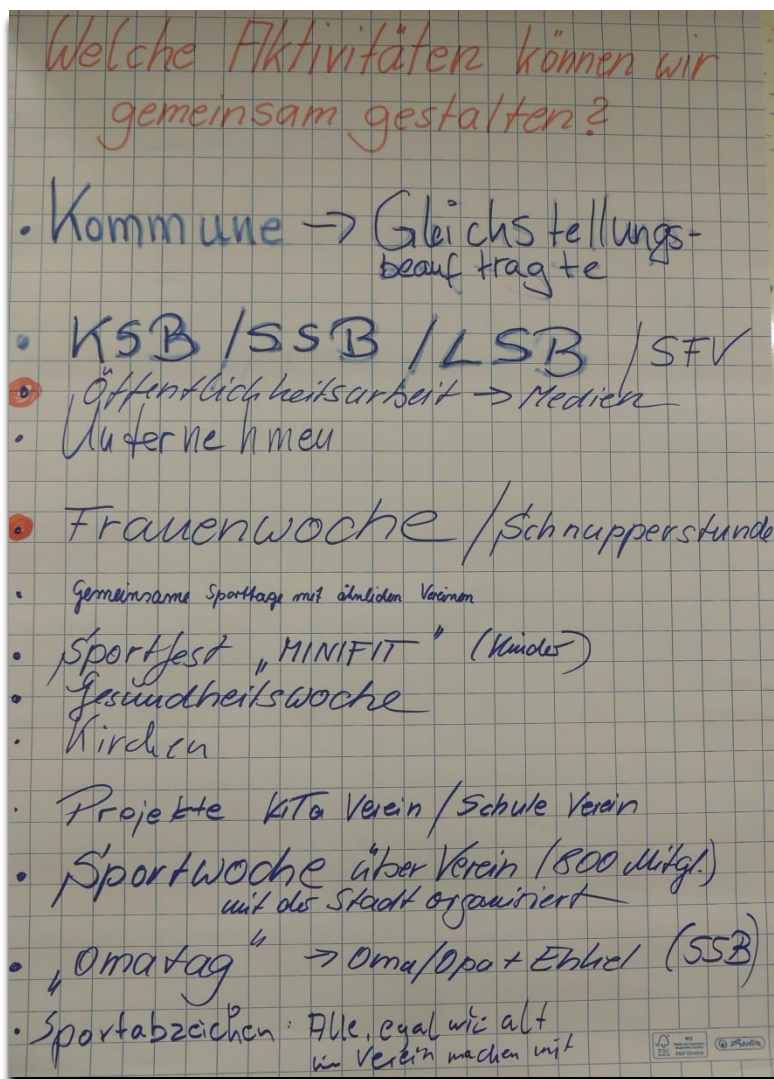 Welche Aktivitäten können wir
gemeinsam gestalten?
• Kommune → Gleichstellungs-
beauftragte
• KSB / SSB / LSB / SFV
• Öffentlichkeitsarbeit → Medien
• Unternehmen
• Frauenwoche / Schnupperstunde
• Gemeinsame Sporttage mit ähnlichen Vereinen
• Sportfest „MINIFIT" (Kinder)
• Gesundheitswoche
• Kirchen
• Projekte KiTa Verein / Schule Verein
• Sportwoche über Verein (800 Mitgl.)
mit der Stadt organisiert
• „Omatag" → Oma/Opa + Enkel (SSB)
• Sportabzeichen: Alle, egal wie alt
im Verein machen mit
FSC